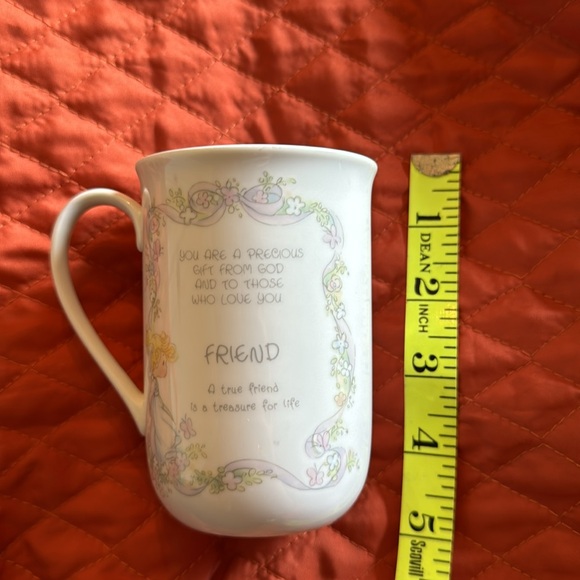 YOU ARE A PRECIOUS
GIFT FROM GOD
AND TO THOSE
WHO LOVE YOU
FRIEND
A true friend
is a treasure for life
1
DEAN
2
INCH
3
4
5
Scovill